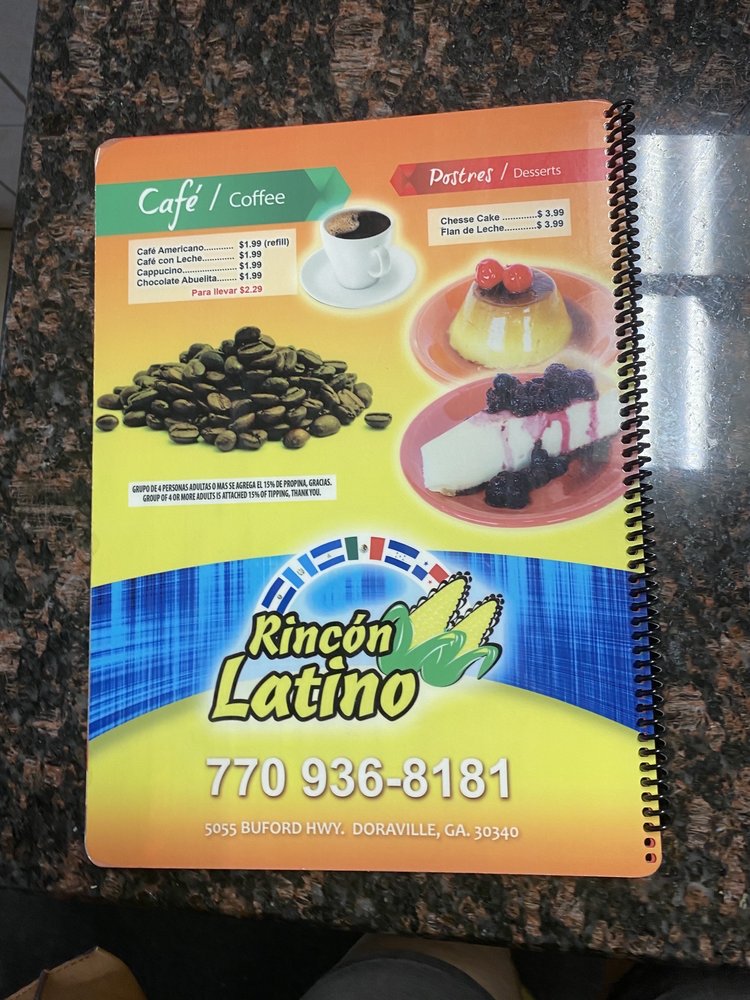 Café / Coffee
Café Americano........... $1.99 (refill)
Café con Leche............ $1.99
Cappucino..................... $1.99
Chocolate Abuelita....... $1.99
Para llevar $2.29
Postres / Desserts
Chesse Cake .............$ 3.99
Flan de Leche............$ 3.99
GRUPO DE 4 PERSONAS ADULTAS O MAS SE AGREGA EL 15% DE PROPINA, GRACIAS.
GROUP OF 4 OR MORE ADULTS IS ATTACHED 15% OF TIPPING, THANK YOU.
Rincón
Latino
770 936-8181
5055 BUFORD HWY. DORAVILLE, GA. 30340